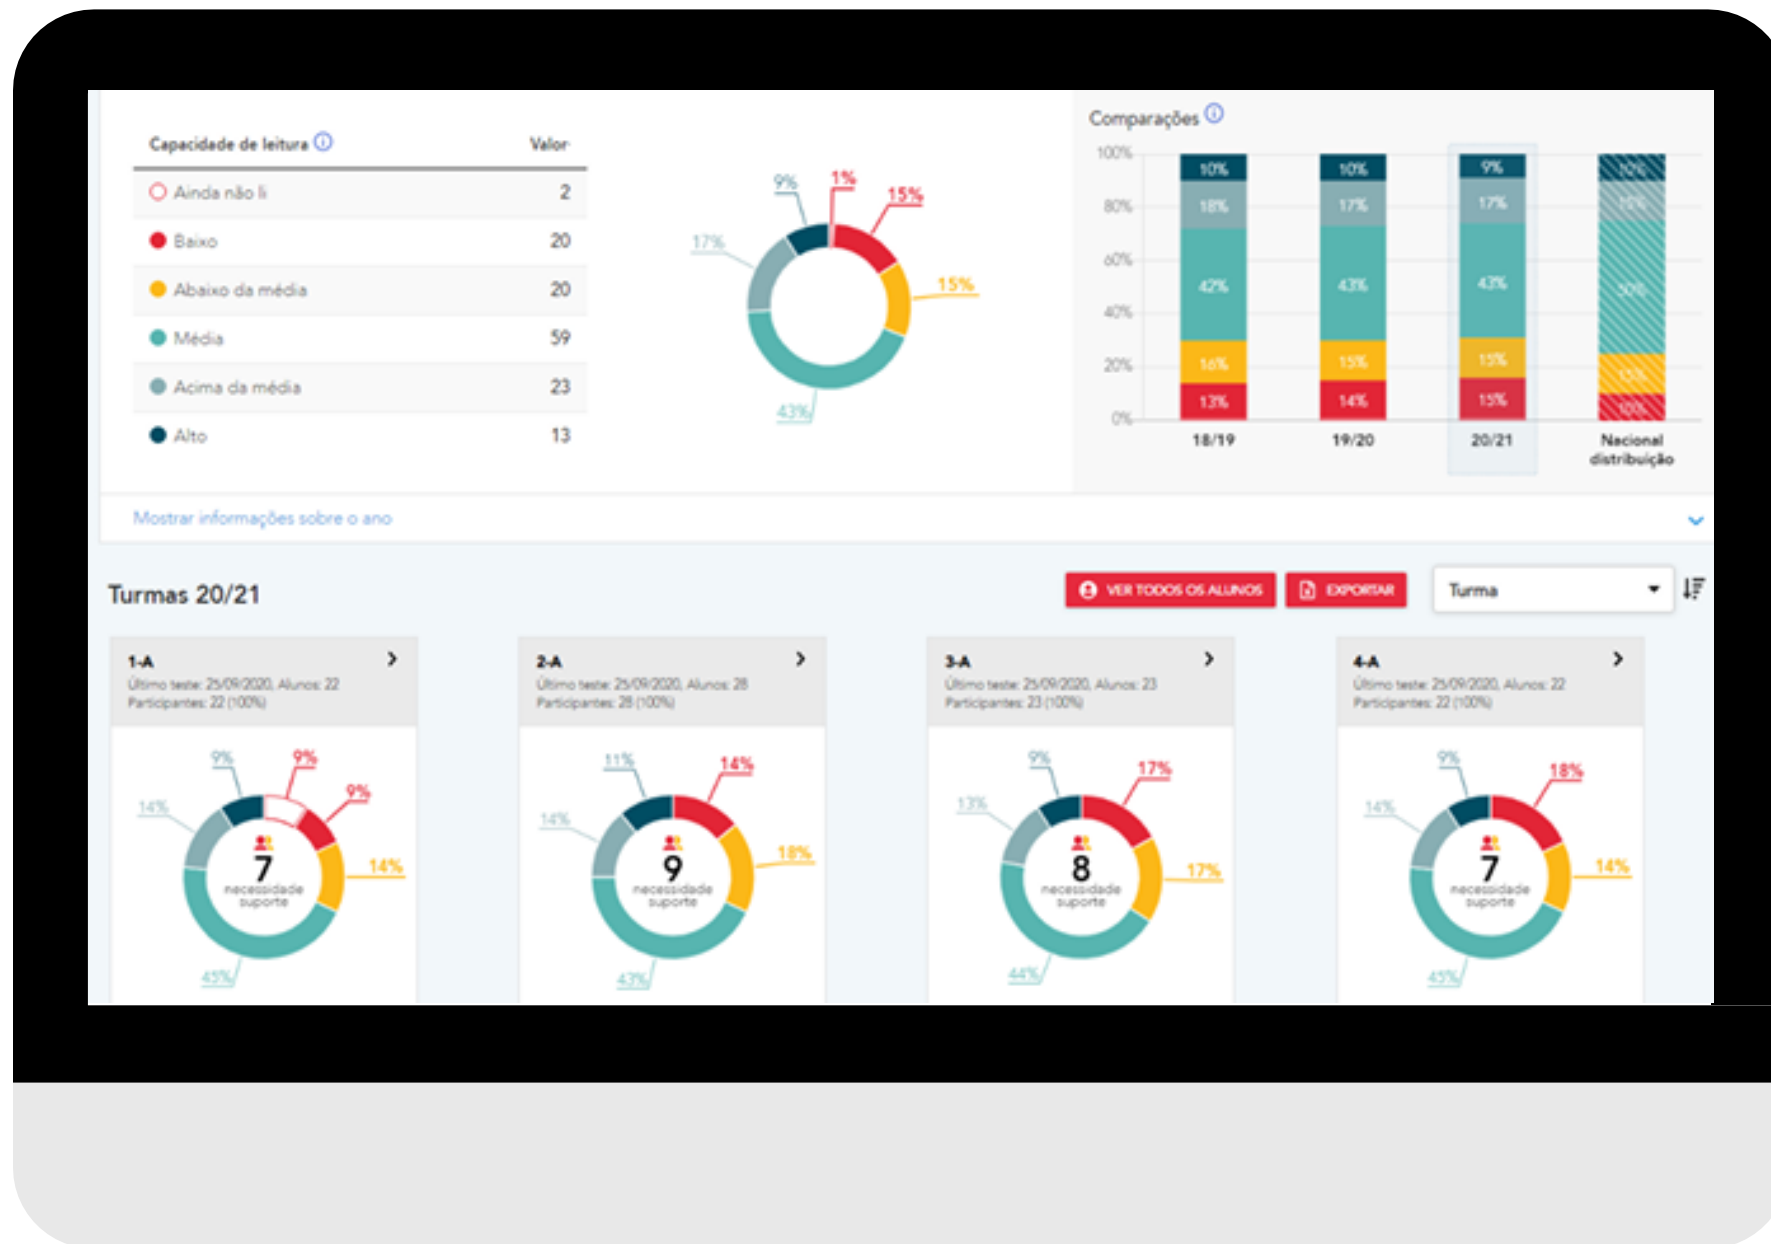 Capacidade de leitura Valor
Ainda não li 2
Baixo 20
Abaixo da média 20
Média 59
Acima da média 23
Alto 13
9%
1%
15%
17%
15%
43%
Comparações
100%
80%
60%
40%
20%
0%
10%
18%
42%
16%
13%
18/19
10%
17%
43%
15%
14%
19/20
9%
17%
43%
15%
15%
20/21
10%
15%
50%
15%
100%
Nacional
distribuição
Mostrar informações sobre o ano
Turmas 20/21
VER TODOS OS ALUNOS
EXPORTAR
Turma
1-A
Último teste: 25/09/2020, Alunos: 22
Participantes: 22 (100%)
9%
9%
9%
14%
14%
45%
7
necessidade
suporte
2-A
Último teste: 25/09/2020, Alunos: 28
Participantes: 28 (100%)
11%
14%
14%
18%
43%
9
necessidade
suporte
3-A
Último teste: 25/09/2020, Alunos: 23
Participantes: 23 (100%)
9%
17%
13%
17%
44%
8
necessidade
suporte
4-A
Último teste: 25/09/2020, Alunos: 22
Participantes: 22 (100%)
9%
18%
14%
14%
45%
7
necessidade
suporte